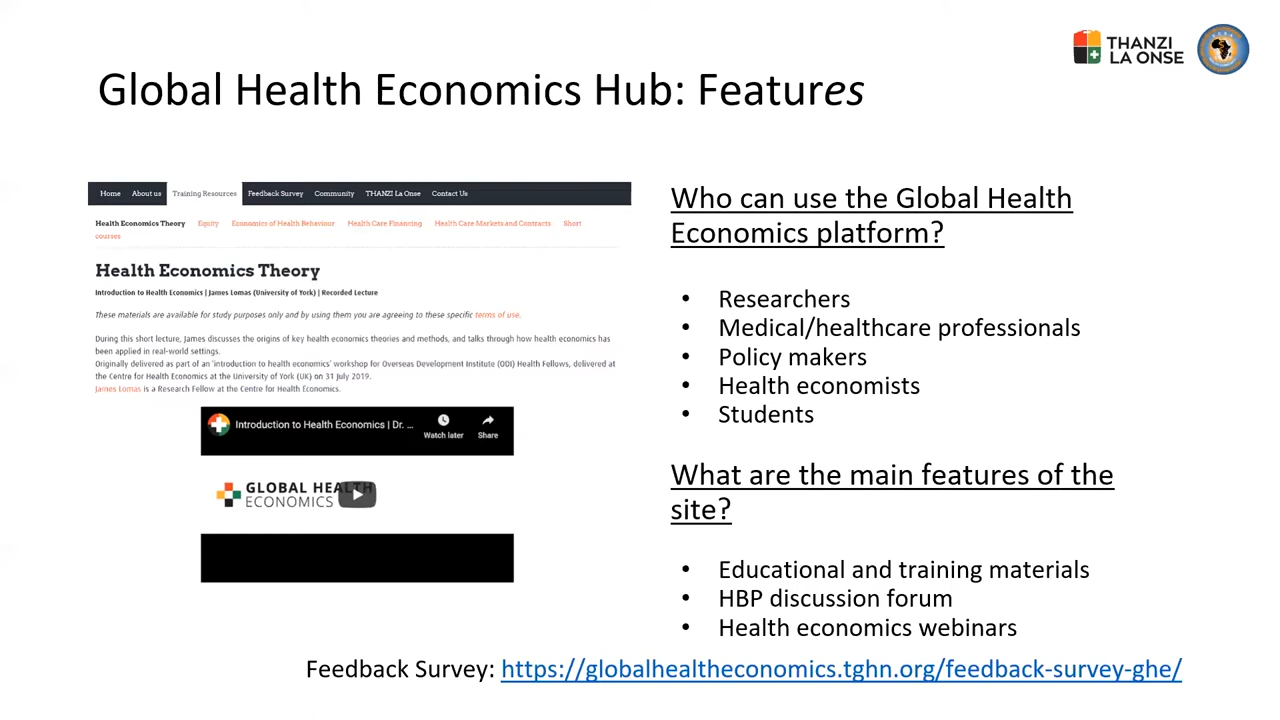 THANZI
LA ONSE
Global Health Economics Hub: Features
Home About us Training Resources Feedback Survey Community THANZI La Onse Contact Us
Health Economics Theory Equity Economics of Health Behaviour Health Care Financing Health Care Markets and Contracts Short
courses
Health Economics Theory
Introduction to Health Economics | James Lomas (University of York) | Recorded Lecture
These materials are available for study purposes only and by using them you are agreeing to these specific terms of use.
During this short lecture, James discusses the origins of key health economics theories and methods, and talks through how health economics has
been applied in real-world settings.
Originally delivered as part of an 'introduction to health economics' workshop for Overseas Development Institute (ODI) Health Fellows, delivered at
the Centre for Health Economics at the University of York (UK) on 31 July 2019.
James Lomas is a Research Fellow at the Centre for Health Economics.
Introduction to Health Economics | Dr. ...
Watch later Share
GLOBAL HEALTH
ECONOMICS
Who can use the Global Health
Economics platform?
• Researchers
• Medical/healthcare professionals
• Policy makers
• Health economists
• Students
What are the main features of the
site?
• Educational and training materials
• HBP discussion forum
• Health economics webinars
Feedback Survey: https://globalhealtheconomics.tghn.org/feedback-survey-ghe/